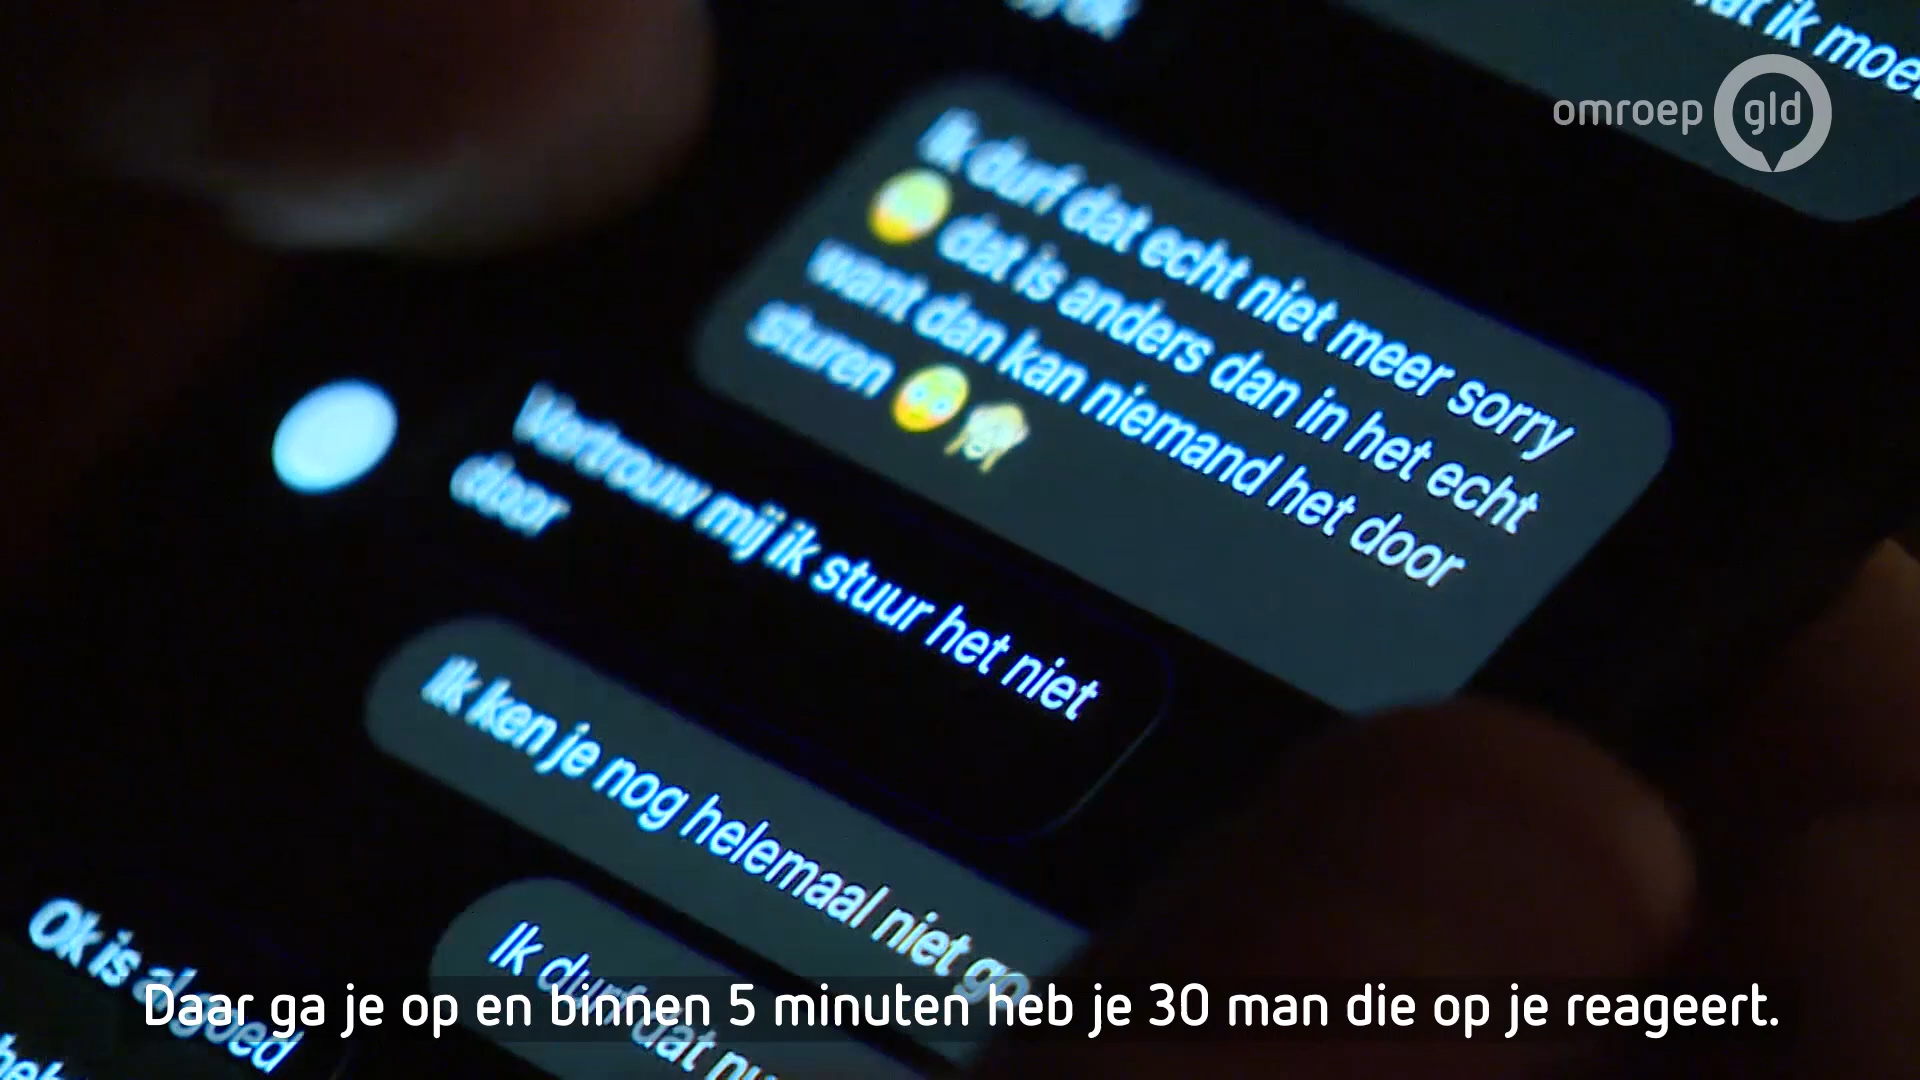 at ik moe
omroep gld
Ik durf dat echt niet meer sorry
😳 dat is anders dan in het echt
want dan kan niemand het door
sturen 😳🙈
Vertrouw mij ik stuur het niet
door
Ik ken je nog helemaal niet go
Ik durf dat nu
Ok is al goed
heb
Daar ga je op en binnen 5 minuten heb je 30 man die op je reageert.